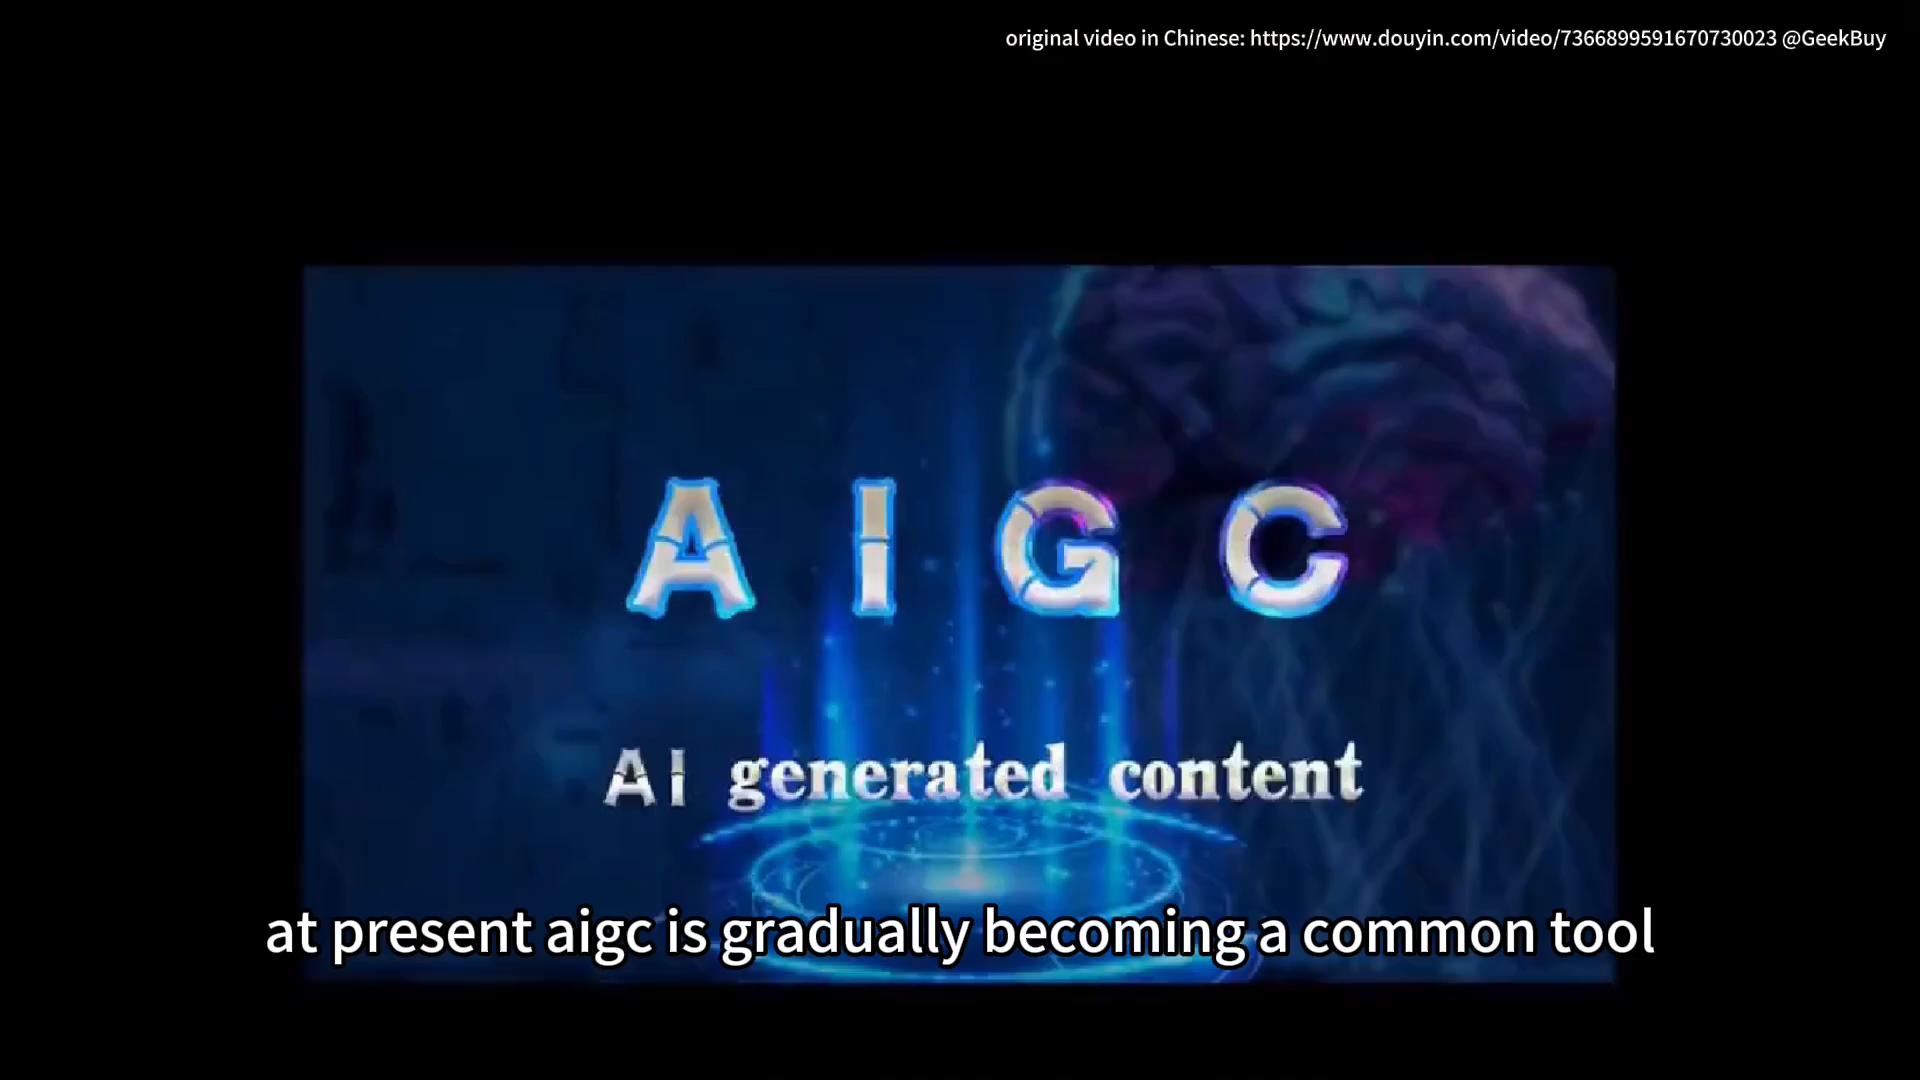 original video in Chinese: https://www.douyin.com/video/7366899591670730023 @GeekBuy
AIGC
AI generated content
at present aigc is gradually becoming a common tool